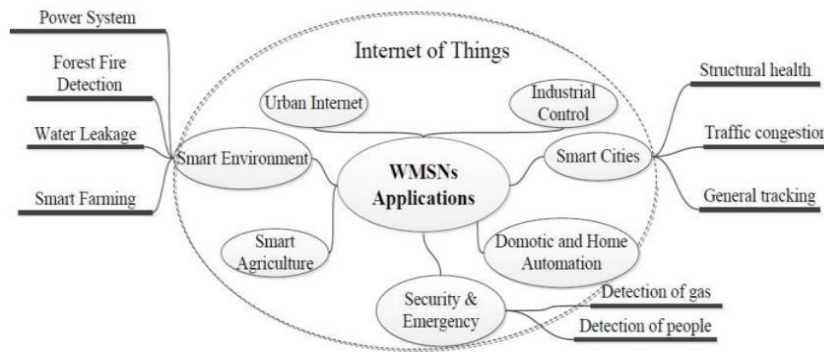 Power System
Forest Fire
Detection
Water Leakage
Smart Farming
Internet of Things
Urban Internet
Industrial
Control
Smart Environment
WMSNs
Applications
Smart Cities
Smart
Agriculture
Domotic and Home
Automation
Security &
Emergency
Structural health
Traffic congestion
General tracking
Detection of gas
Detection of people